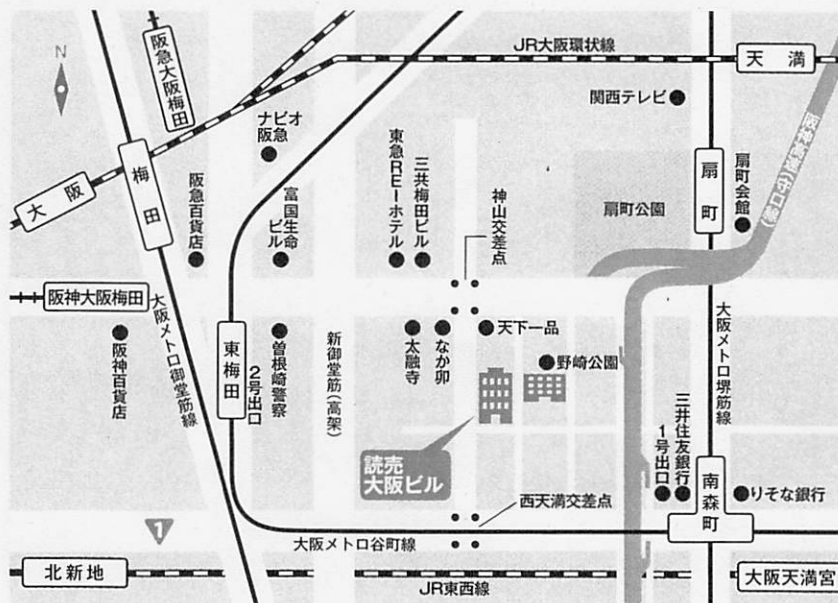 N
阪急大阪梅田
JR大阪環状線
天満
ナビオ
阪急
関西テレビ
大阪
梅田
阪急百貨店
富国生命
ビル
東急REIホテル
三共梅田ビル
神山交差点
扇町公園
扇町
扇町会館
阪神大阪梅田
阪神百貨店
大阪メトロ御堂筋線
東梅田
2号出口
曽根崎警察
新御堂筋(高架)
太融寺
なか卯
天下一品
野崎公園
大阪メトロ堺筋線
読売
大阪ビル
三井住友銀行
1号出口
南森町
りそな銀行
西天満交差点
1
大阪メトロ谷町線
北新地
JR東西線
大阪天満宮